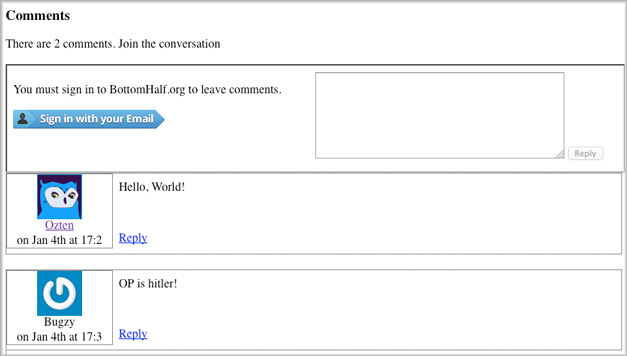 Comments
There are 2 comments. Join the conversation
You must sign in to BottomHalf.org to leave comments.
Sign in with your Email
Reply
Hello, World!
Ozten
on Jan 4th at 17:2
Reply
OP is hitler!
Bugzy
on Jan 4th at 17:3
Reply